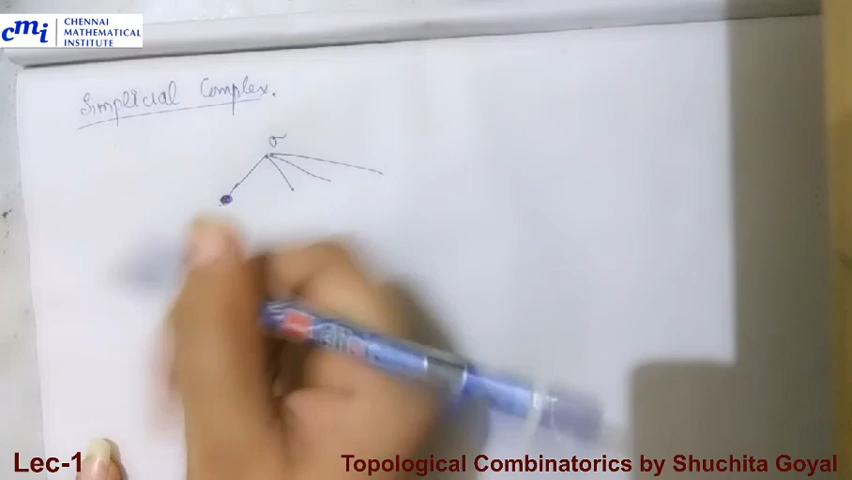 cmi
CHENNAI
MATHEMATICAL
INSTITUTE
Simplicial Complex.
σ
Lec-1
Topological Combinatorics by Shuchita Goyal